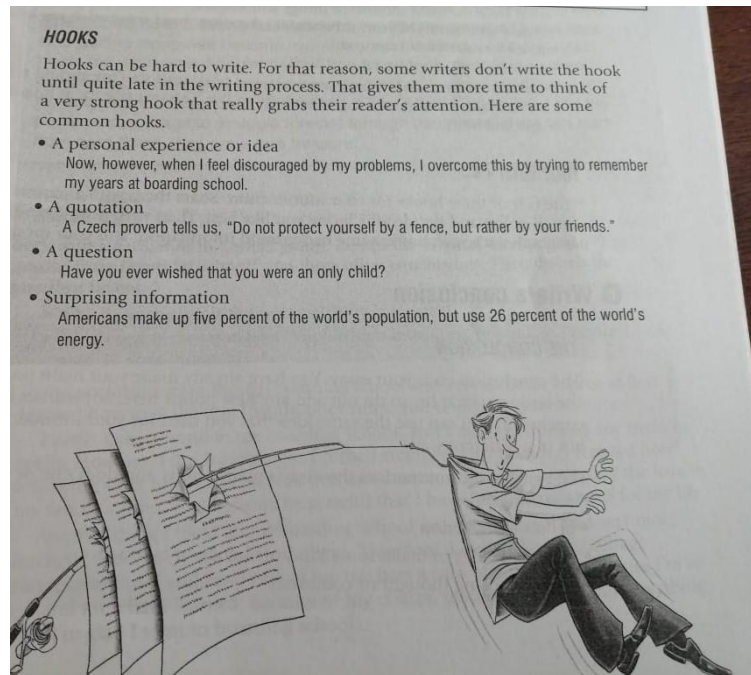 HOOKS
Hooks can be hard to write. For that reason, some writers don't write the hook
until quite late in the writing process. That gives them more time to think of
a very strong hook that really grabs their reader's attention. Here are some
common hooks.
• A personal experience or idea
Now, however, when I feel discouraged by my problems, I overcome this by trying to remember
my years at boarding school.
• A quotation
A Czech proverb tells us, "Do not protect yourself by a fence, but rather by your friends."
• A question
Have you ever wished that you were an only child?
• Surprising information
Americans make up five percent of the world's population, but use 26 percent of the world's
energy.